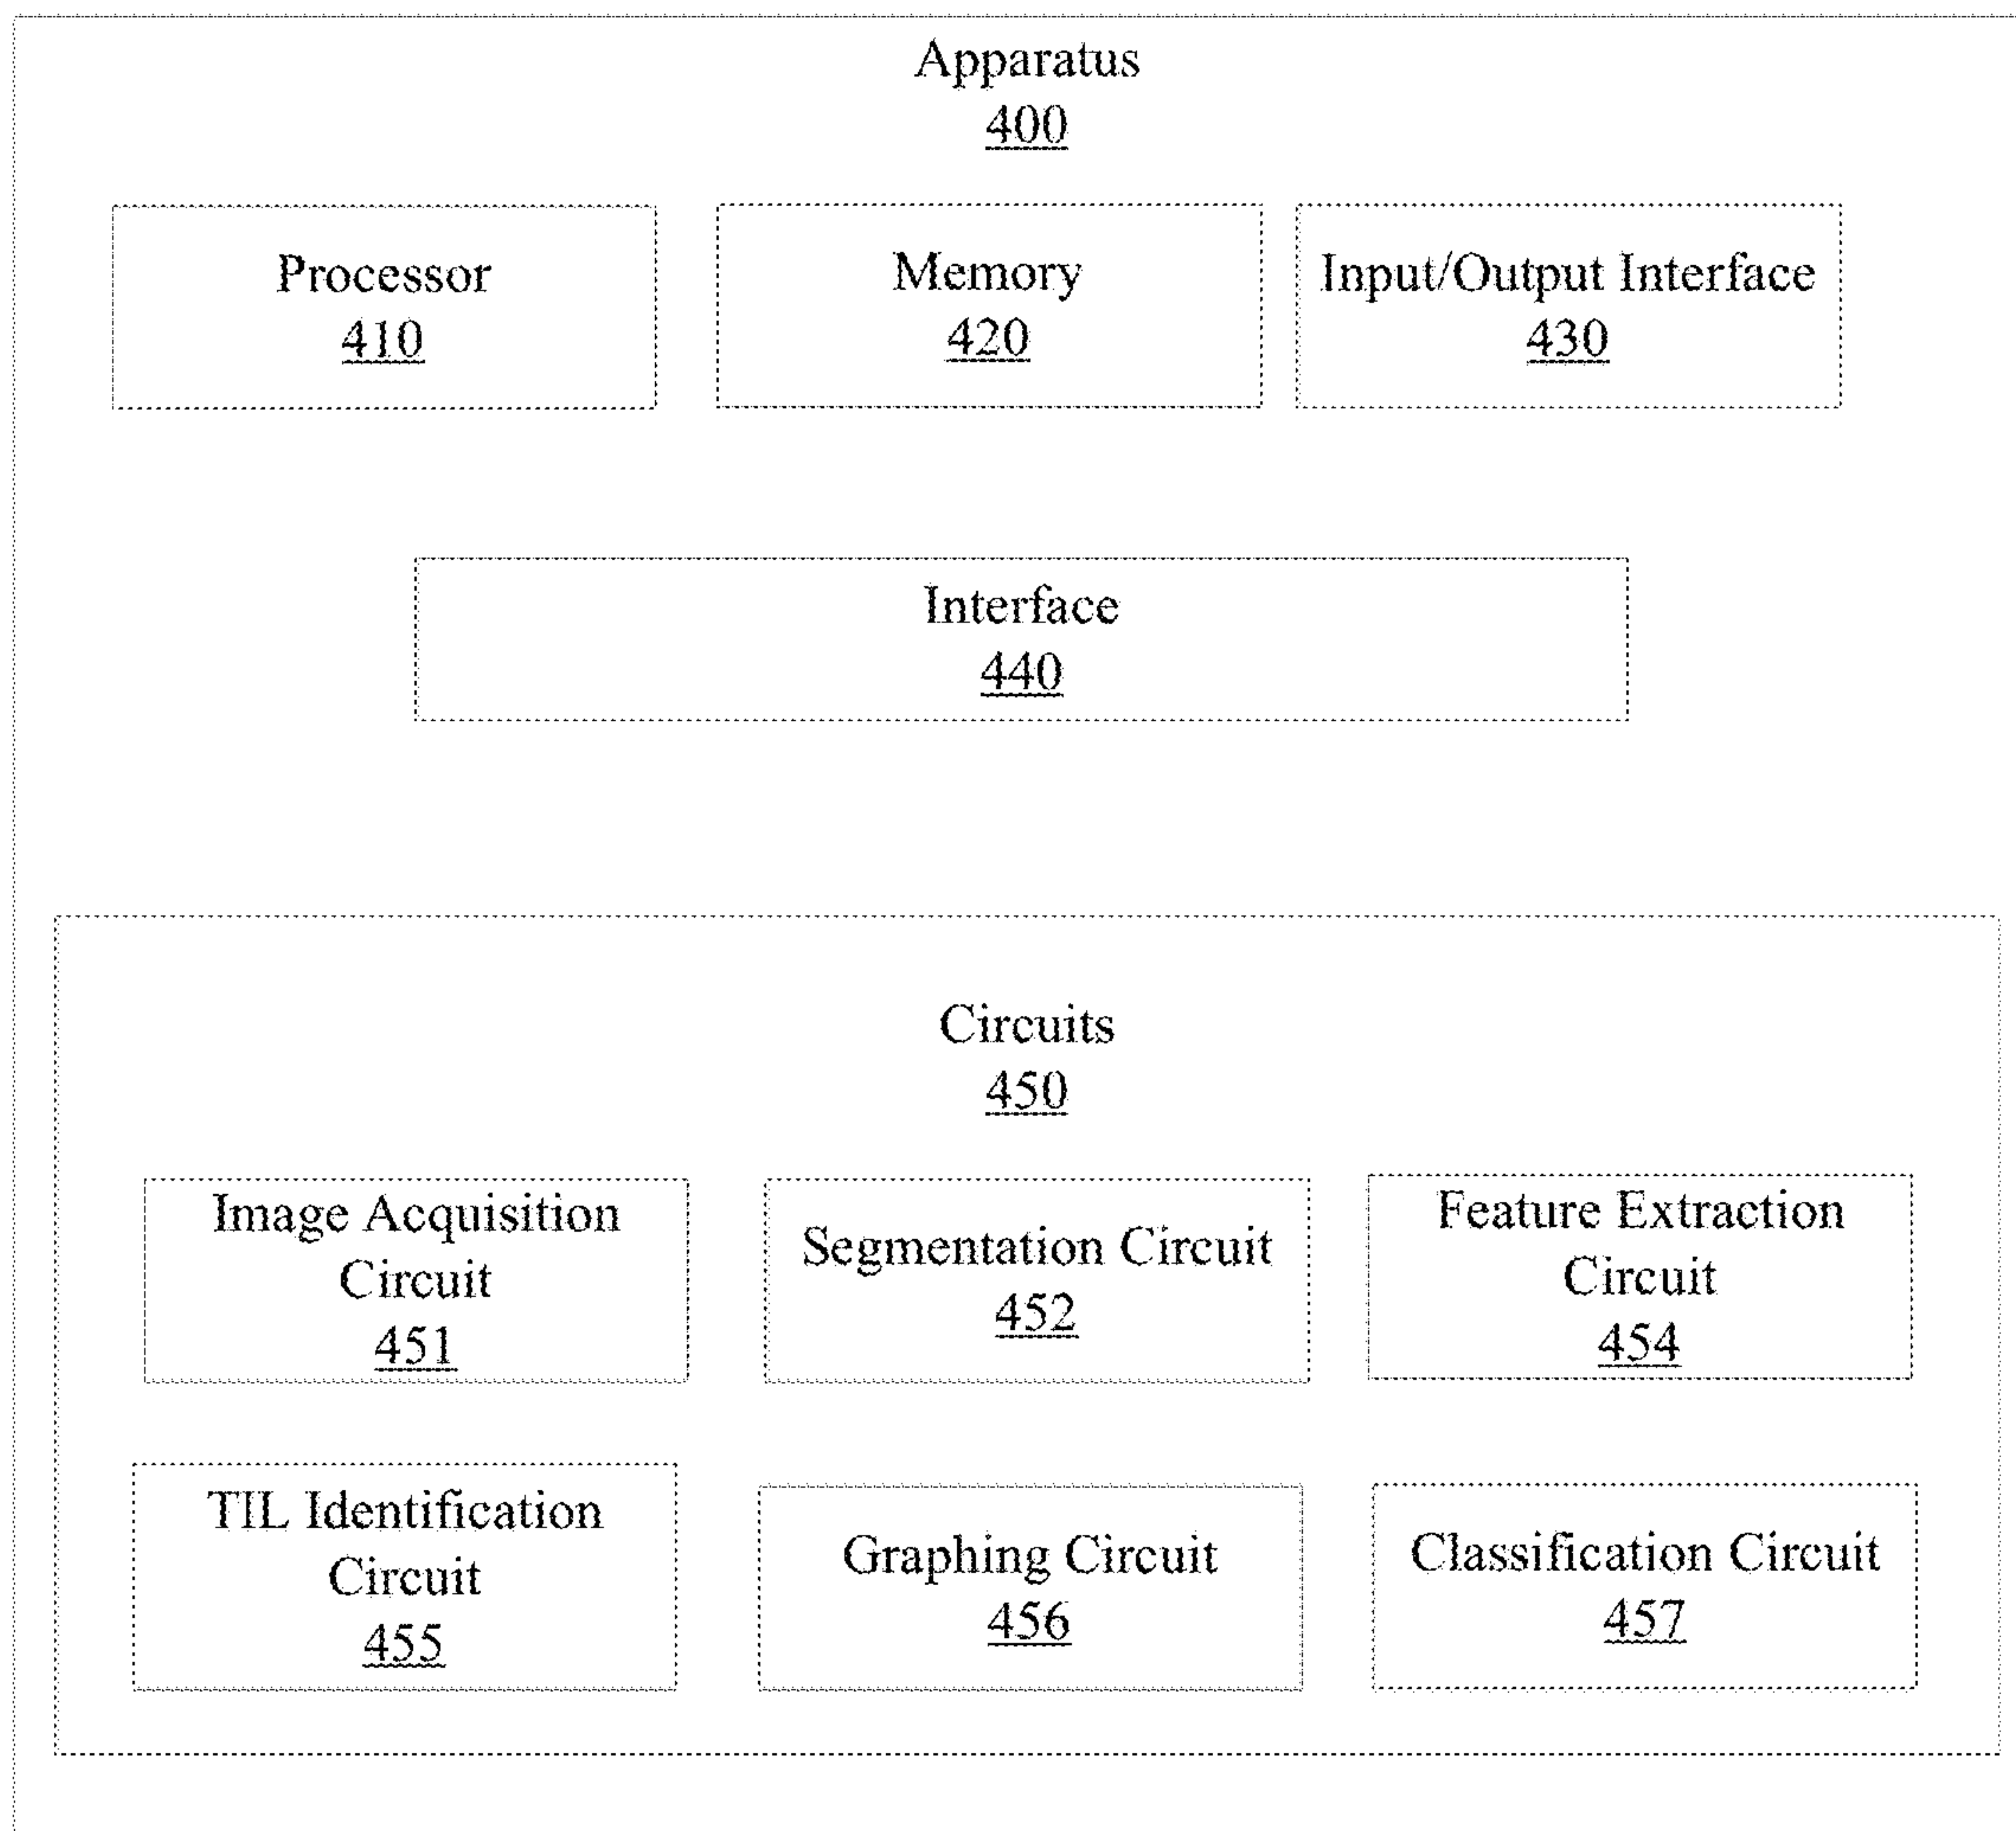 Apparatus
400
Processor
410
Memory
420
Input/Output Interface
430
Interface
440
Circuits
450
Image Acquisition
Circuit
451
Segmentation Circuit
452
Feature Extraction
Circuit
454
TIL Identification
Circuit
455
Graphing Circuit
456
Classification Circuit
457